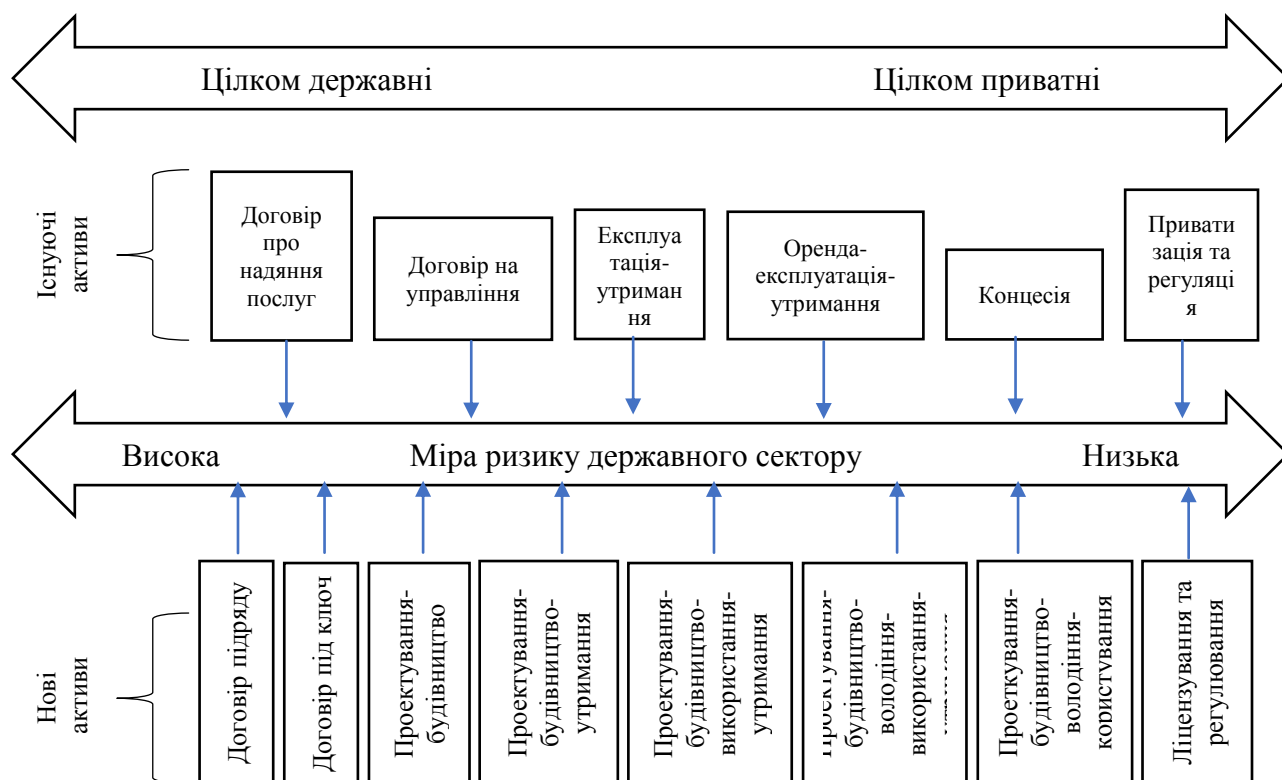 Цілком державні
Цілком приватні
Існуючі
активи
Договір
про
надяння
послуг
Договір на
управління
Експлуа
тація-
утриман
ня
Оренда-
експлуатація-
утримання
Концесія
Привати
зація та
регуляці
я
Висока
Міра ризику державного сектору
Низька
Нові
активи
Договір підряду
Договір під ключ
Проектування-
будівництво
Проектування-
будівництво-
утримання
Проектування-
будівництво-
використання-
утримання
Проектування-
будівництво-
володіння-
використання-
Проеткування-
будівництво-
володіння-
користування
Ліцензування та
регулювання